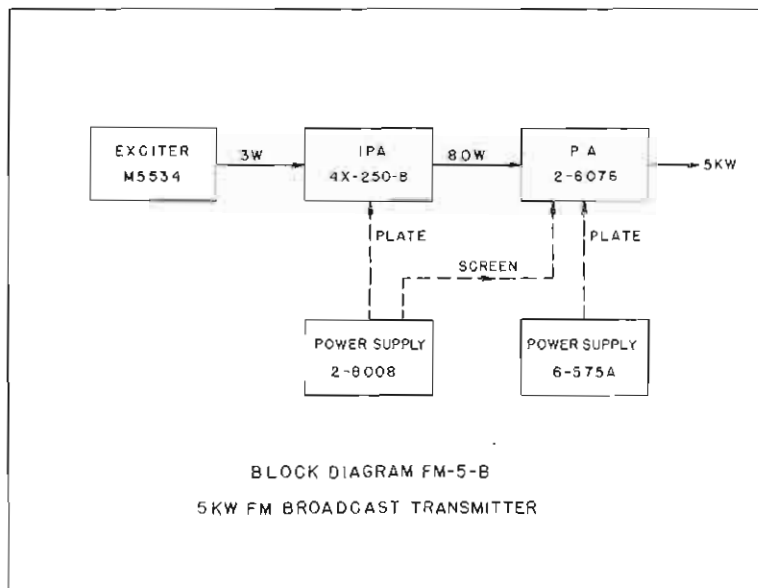 EXCITER
M5534
3W
IPA
4X-250-B
80W
PA
2-6076
5KW
PLATE
SCREEN
PLATE
POWER SUPPLY
2-8008
POWER SUPPLY
6-575A
BLOCK DIAGRAM FM-5-B
5KW FM BROADCAST TRANSMITTER